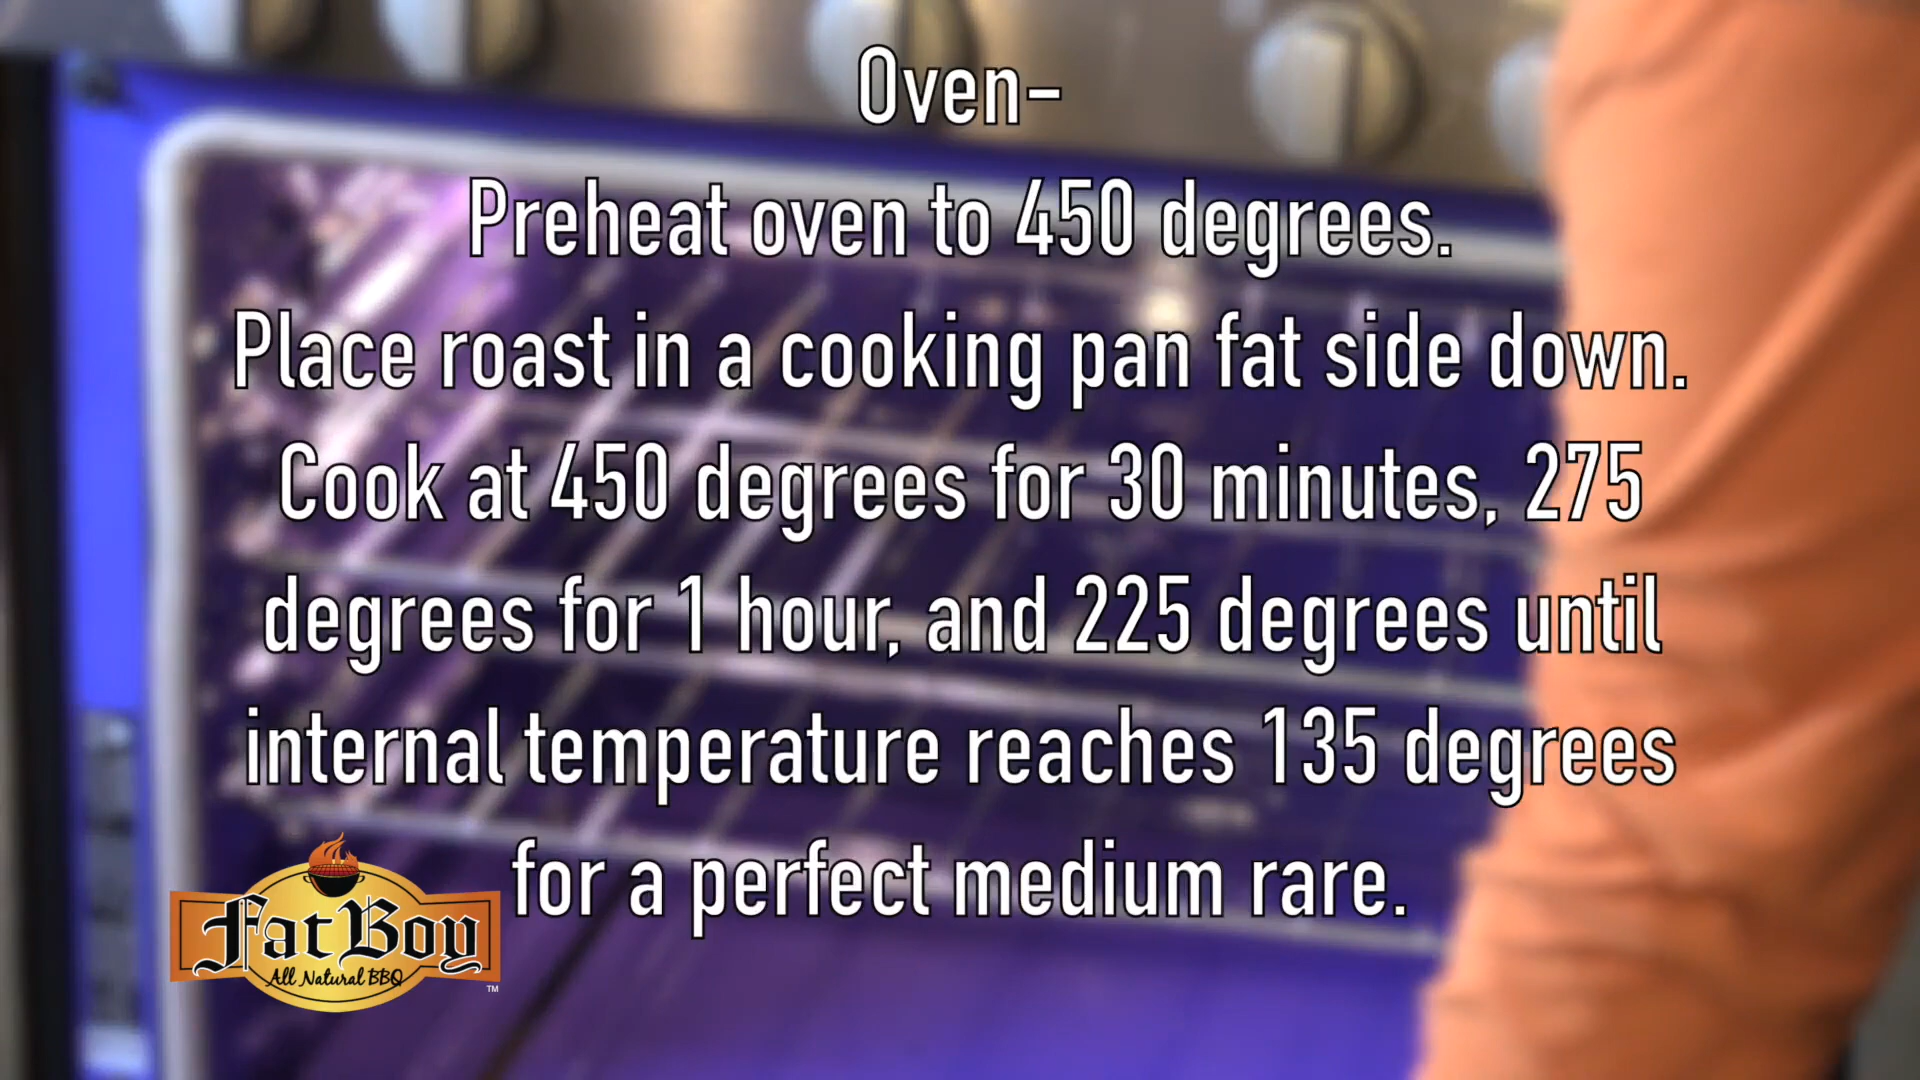 Oven-
Preheat oven to 450 degrees.
Place roast in a cooking pan fat side down.
Cook at 450 degrees for 30 minutes, 275
degrees for 1 hour, and 225 degrees until
internal temperature reaches 135 degrees
for a perfect medium rare.
Fat Boy
All Natural BBQ
TM